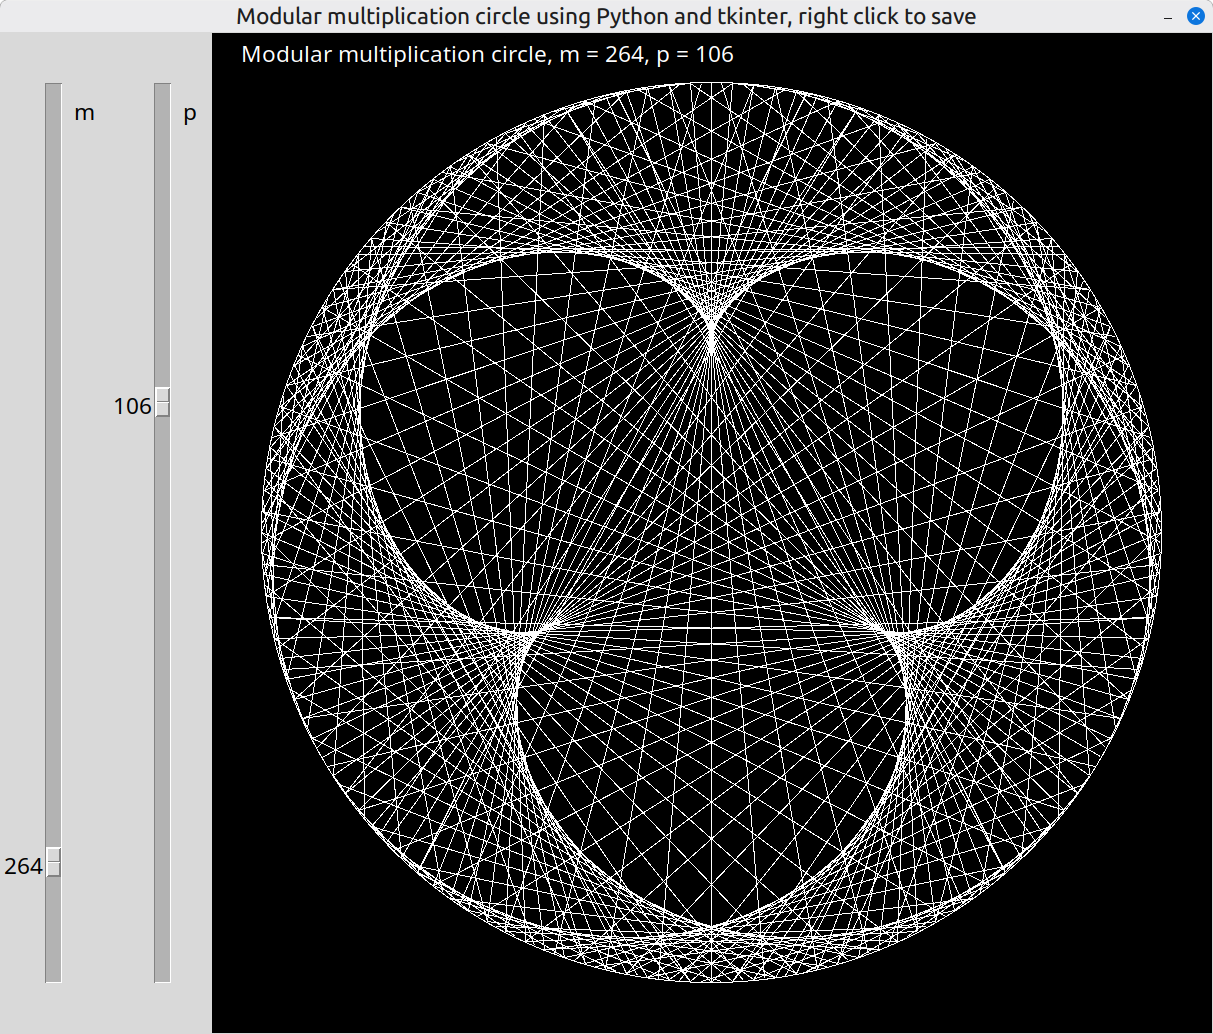 Modular multiplication circle using Python and tkinter, right click to save
Modular multiplication circle, m = 264, p = 106
m
p
106
264